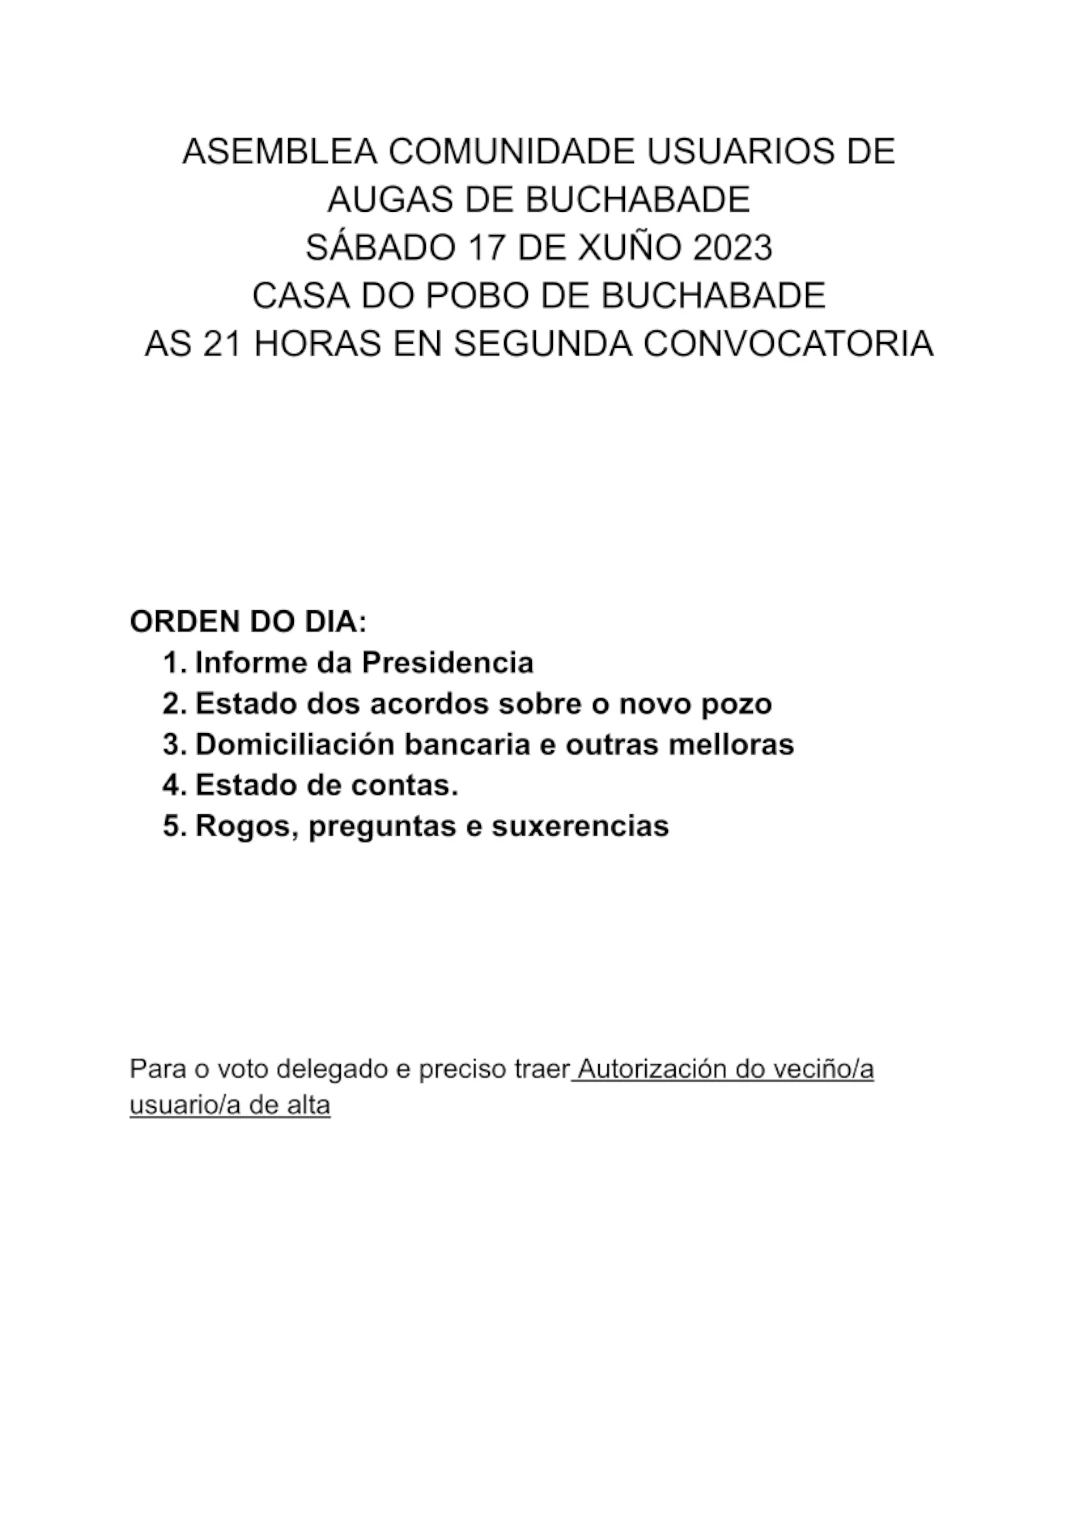 ASEMBLEA COMUNIDADE USUARIOS DE
AUGAS DE BUCHABADE
SÁBADO 17 DE XUÑO 2023
CASA DO POBO DE BUCHABADE
AS 21 HORAS EN SEGUNDA CONVOCATORIA
ORDEN DO DIA:
1. Informe da Presidencia
2. Estado dos acordos sobre o novo pozo
3. Domiciliación bancaria e outras melloras
4. Estado de contas.
5. Rogos, preguntas e suxerencias
Para o voto delegado e preciso traer Autorización do veciño/a
usuario/a de alta